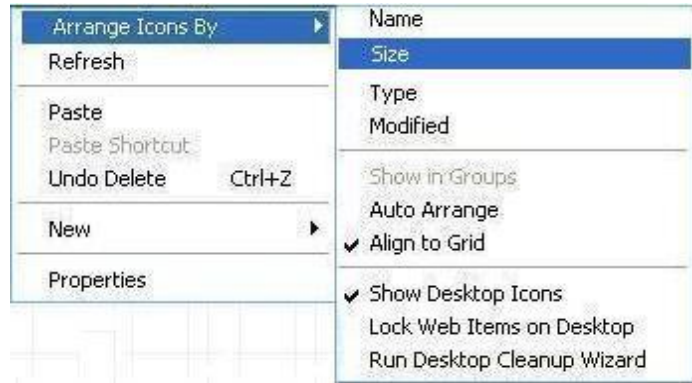 Arrange Icons By
Refresh
Paste
Paste Shortcut
Undo Delete Ctrl+Z
New
Properties
Name
Size
Type
Modified
Show in Groups
Auto Arrange
Align to Grid
Show Desktop Icons
Lock Web Items on Desktop
Run Desktop Cleanup Wizard